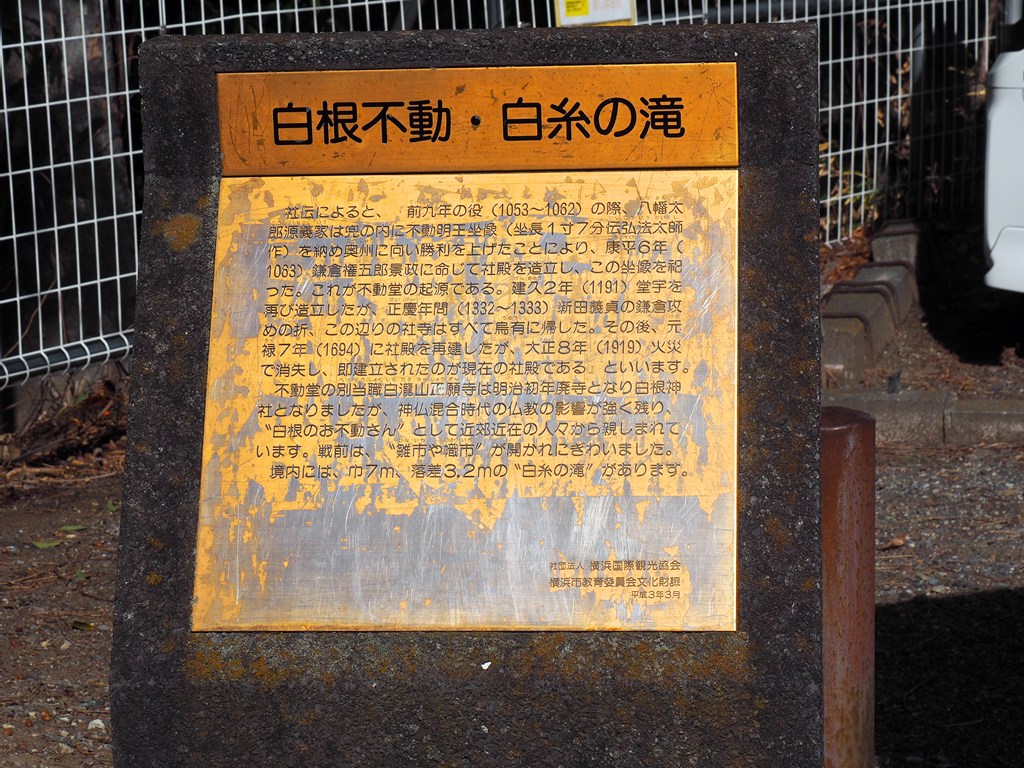 白根不動・白糸の滝
社伝によると、前九年の役（1053〜1062）の際、八幡太
郎源義家は兜の内に不動明王坐像（坐長1寸7分伝弘法大師
作）を納め奥州に向い勝利を上げたことにより、康平6年（
1063）鎌倉権五郎景政に命じて社殿を造立し、この坐像を祀
った。これが不動堂の起源である。建久2年（1191）堂宇を
再び造立したが、正慶年間（1332〜1333）新田義貞の鎌倉攻
めの折、この辺りの社寺はすべて烏有に帰した。その後、元
禄7年（1694）に社殿を再建したが、大正8年（1919）火災
で消失し、即建立されたのが現在の社殿である』といいます。
不動堂の別当職白瀧山正願寺は明治初年廃寺となり白根神
社となりましたが、神仏混合時代の仏教の影響が強く残り、
“白根のお不動さん”として近郊近在の人々から親しまれて
います。戦前は、“雛市や幟市”が開かれにぎわいました。
境内には、巾7m、落差3.2mの“白糸の滝”があります。
社団法人 横浜国際観光協会
横浜市教育委員会文化財課
平成3年3月